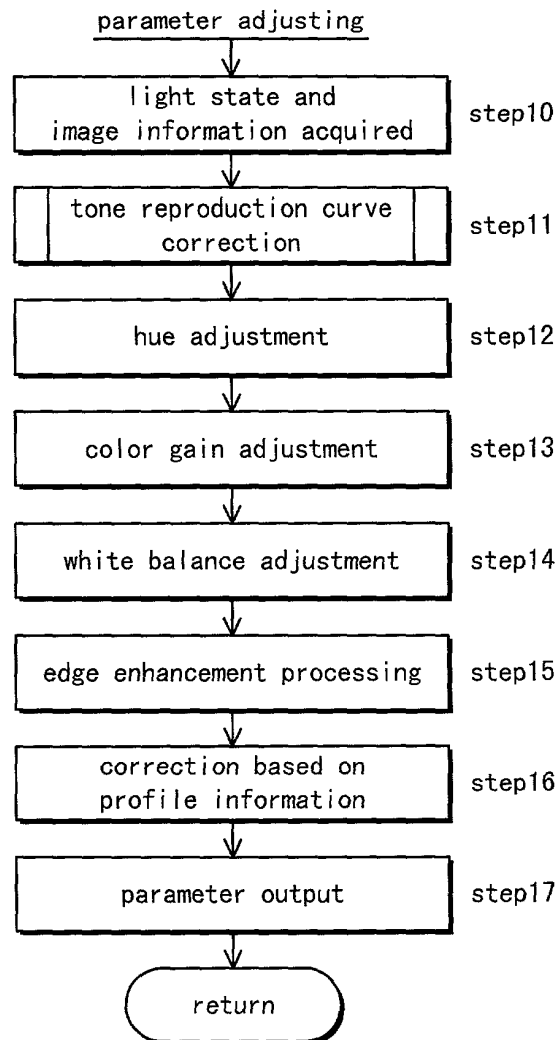 parameter adjusting
light state and
image information acquired
step10
tone reproduction curve
correction
step11
hue adjustment
step12
color gain adjustment
step13
white balance adjustment
step14
edge enhancement processing
step15
correction based on
profile information
step16
parameter output
step17
return